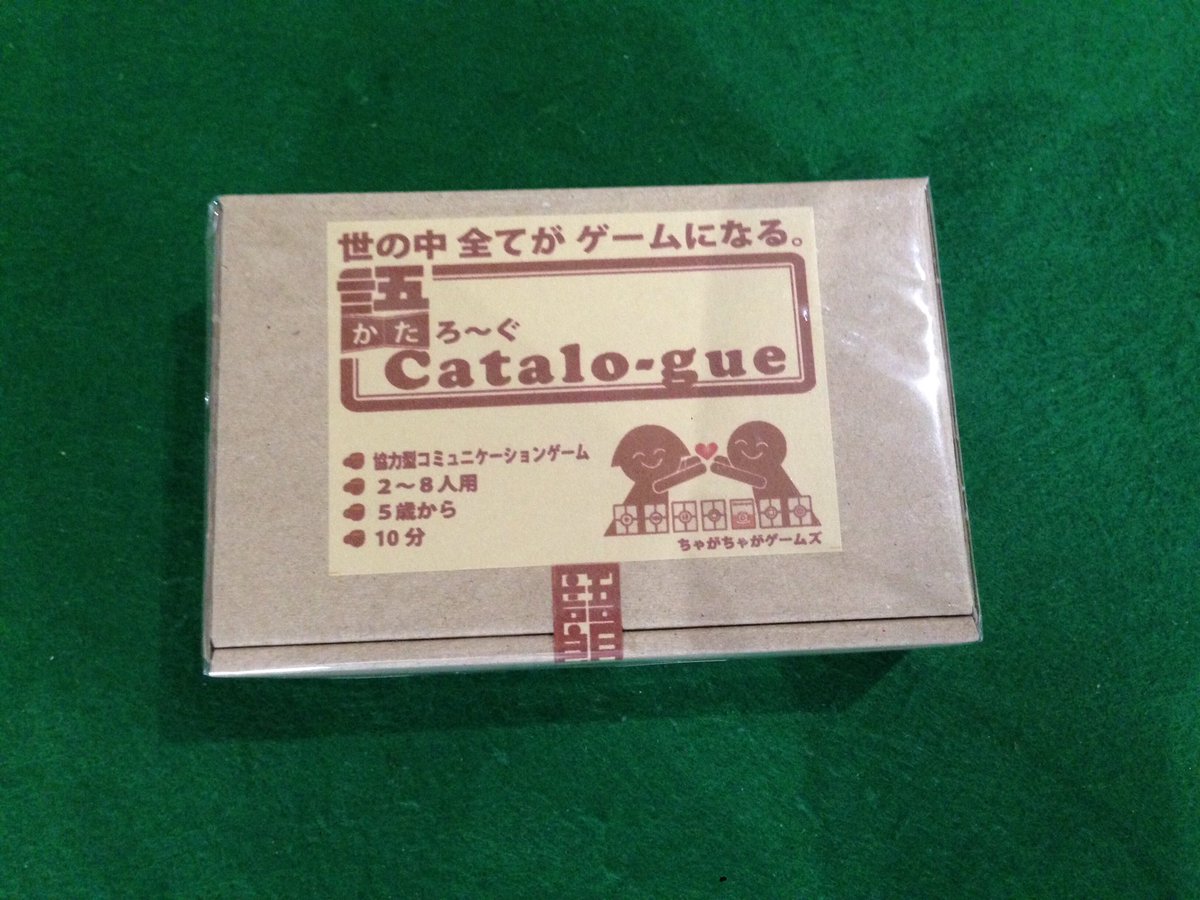 世の中 全てが ゲームになる。
語
かたろ～ぐ
Catalo-gue
協力型コミュニケーションゲーム
2～8人用
5歳から
10分
ちゃがちゃがゲームズ
語